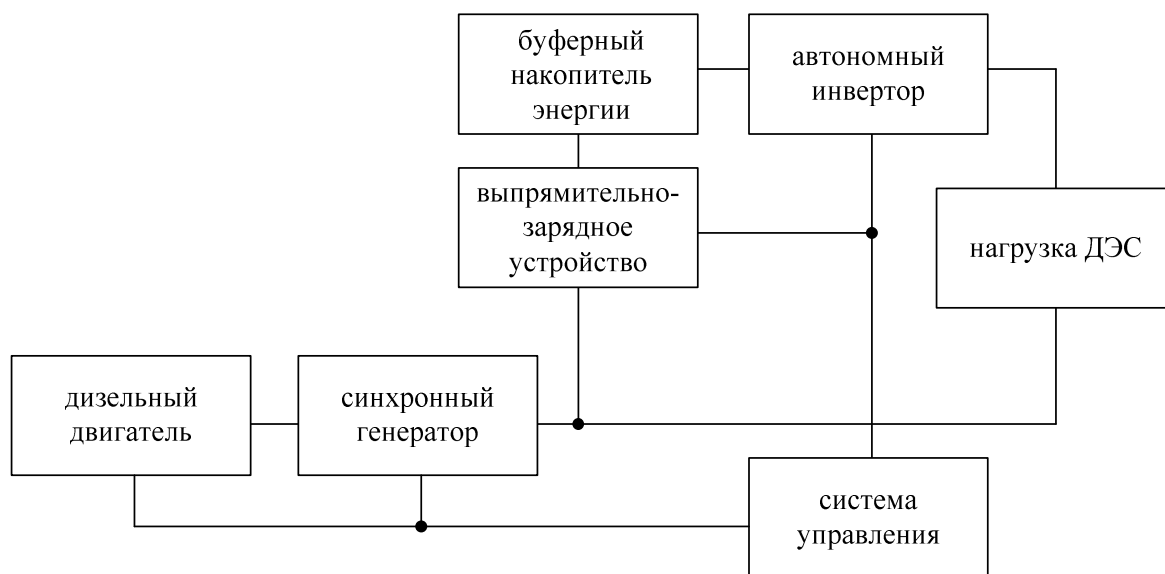 буферный
накопитель
энергии
автономный
инвертор
выпрямительно-
зарядное
устройство
нагрузка ДЭС
дизельный
двигатель
синхронный
генератор
система
управления